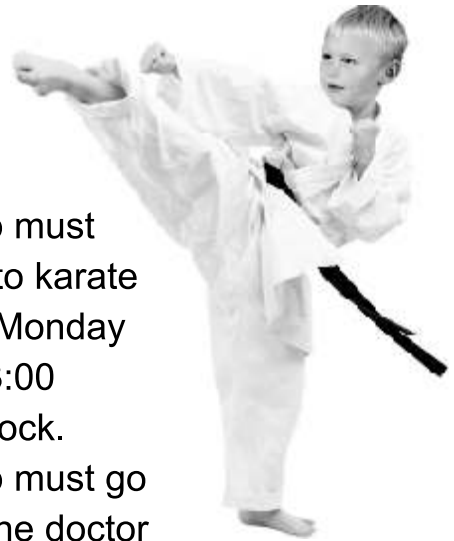 must
to karate
Monday
:00
ock.
must go
he doctor